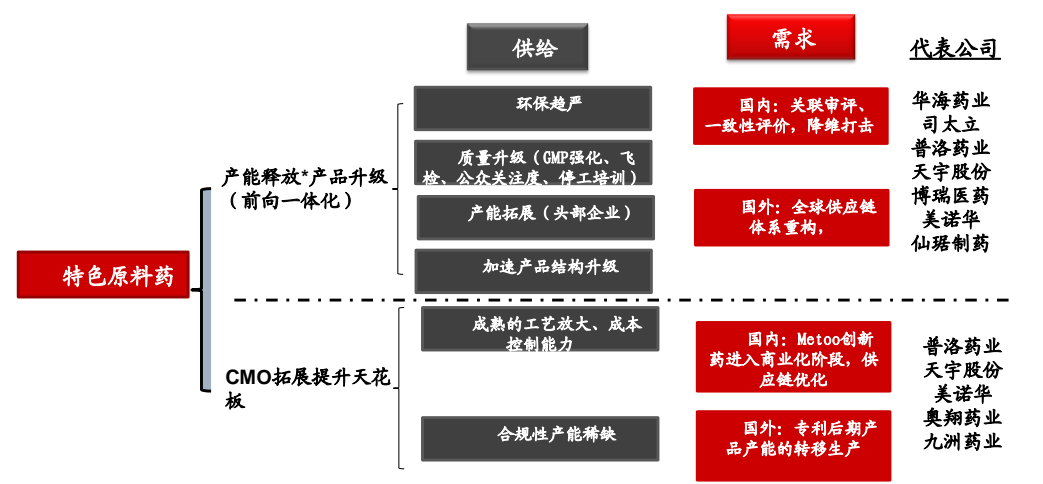 供给
需求
代表公司
环保趋严
质量升级（GMP强化、飞
检、公众关注度、停工培训）
产能拓展（头部企业）
加速产品结构升级
国内：关联审评、
一致性评价，降维打击
国外：全球供应链
体系重构，
华海药业
司太立
普洛药业
天宇股份
博瑞医药
美诺华
仙琚制药
产能释放*产品升级
（前向一体化）
特色原料药
CMO拓展提升天花
板
成熟的工艺放大、成本
控制能力
合规性产能稀缺
国内：Metoo创新
药进入商业化阶段，供
应链优化
国外：专利后期产
品产能的转移生产
普洛药业
天宇股份
美诺华
奥翔药业
九洲药业